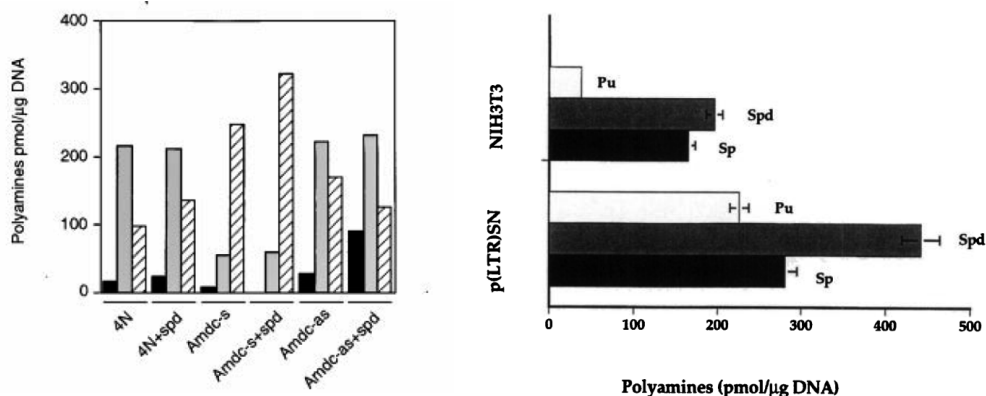 Polyamines pmol/µg DNA
400
300
200
100
0
4N
4N+spd
Amdc-s
Amdc-s+spd
Amdc-as
Amdc-as+spd
NIH3T3
Pu
Spd
Sp
p(LTR)SN
Pu
Spd
Sp
0 100 200 300 400 500
Polyamines (pmol/µg DNA)